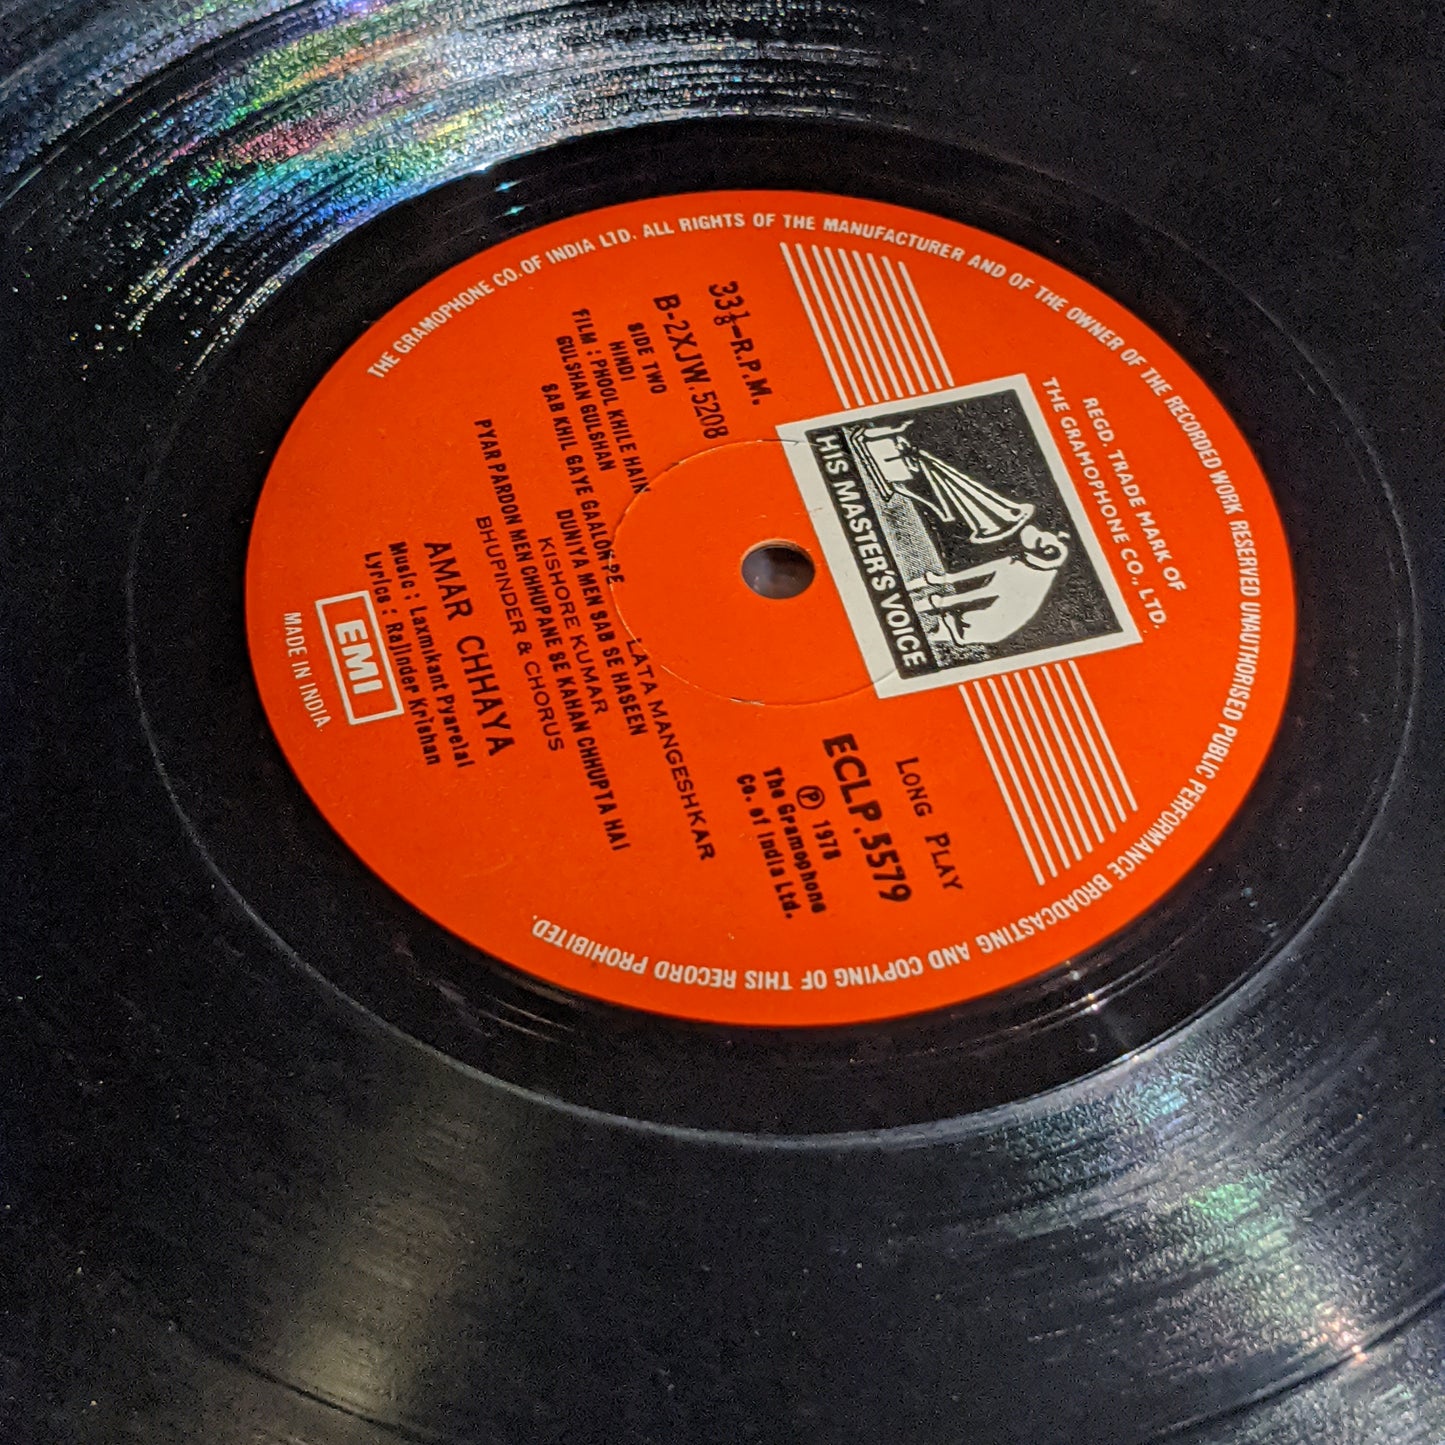 THE GRAMOPHONE CO. OF INDIA LTD. ALL RIGHTS OF THE MANUFACTURER AND OF THE OWNER OF THE RECORDED WORK RESERVED UNAUTHORISED PUBLIC PERFORMANCE BROADCASTING AND COPYING OF THIS RECORD PROHIBITED.
REGD. TRADE MARK OF
THE GRAMOPHONE CO., LTD.
HIS MASTER'S VOICE
33⅓-R.P.M.
B-2XJW.5208
LONG PLAY
ECLP.5579
Ⓟ 1978
The Gramophone
Co. of India Ltd.
SIDE TWO
HINDI
FILM : PHOOL KHILE HAIN
GULSHAN GULSHAN
LATA MANGESHKAR
SAB KHIL GAYE GAALON PE
DUNIYA MEN SAB SE HASEEN
KISHORE KUMAR
PYAR PARDON MEN CHHUPANE SE KAHAN CHHUPTA HAI
BHUPINDER & CHORUS
AMAR CHHAYA
Music : Laxmikant Pyarelal
Lyrics : Rajinder Krishan
EMI
MADE IN INDIA.